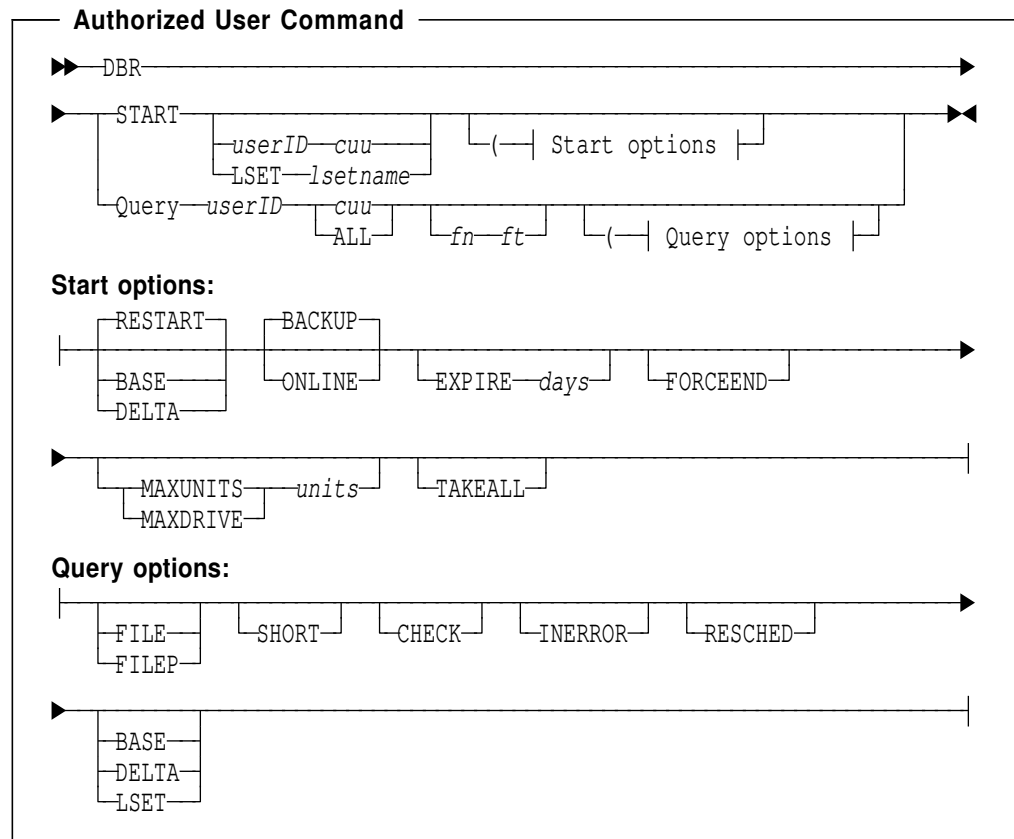 Authorized User Command
DBR
START
userID cuu ( Start options
LSET lsetname
Query userID cuu
ALL fn ft ( Query options
Start options:
RESTART BACKUP
BASE ONLINE EXPIRE days FORCEEND
DELTA
MAXUNITS units TAKEALL
MAXDRIVE
Query options:
FILE SHORT CHECK INERROR RESCHED
FILEP
BASE
DELTA
LSET